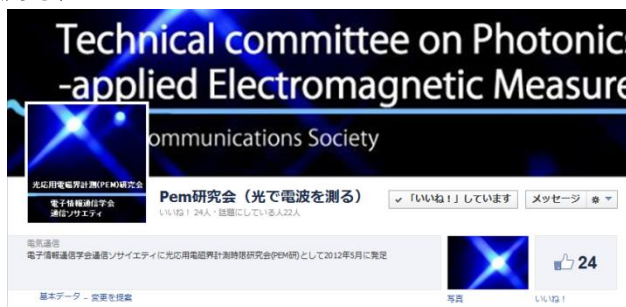 Technical committee on Photonics
-applied Electromagnetic Measure
ommunications Society
光応用電磁界計測(PEM)研究会
電子情報通信学会
通信ソサエティ
Pem研究会（光で電波を測る）
いいね！ 24人・話題にしている人22人
✓ 「いいね！」しています
メッセージ
電気通信
電子情報通信学会通信ソサイエティに光応用電磁界計測時限研究会(PEM研)として2012年5月に発足
24
基本データ - 変更を提案
写真
いいね！